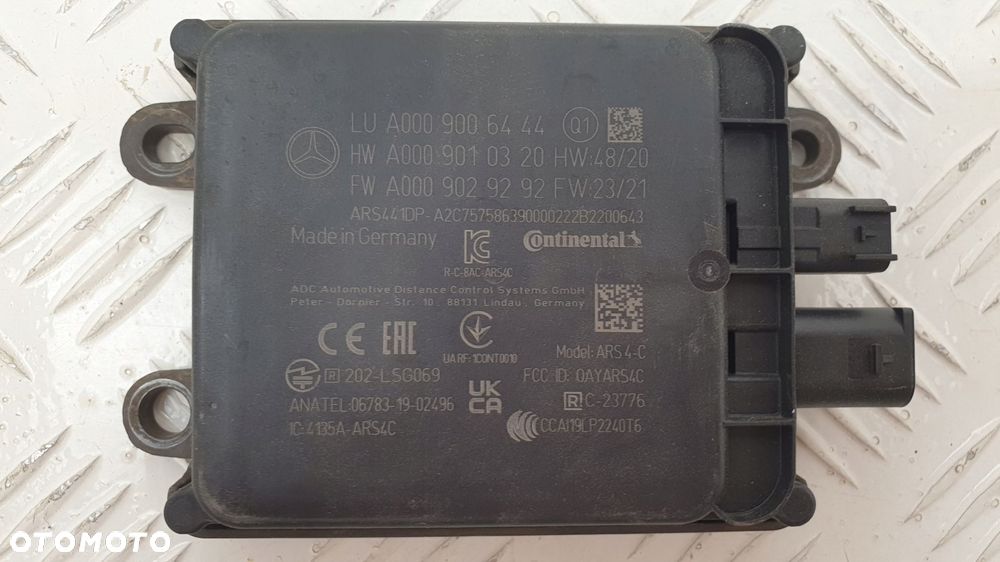 LU A000 900 64 44 Q1
HW A000 901 03 20 HW:48/20
FW A000 902 92 92 FW:23/21
ARS441DP- A2C757586390000222B2200643
Made in Germany Continental
R-C-8AC-ARS4C
ADC Automotive Distance Control Systems GmbH
Peter - Dornier - Str. 10, 88131 Lindau, Germany
CE EAC
UA RF: 1CONT0010
Model: ARS 4-C
R 202-LSG069
FCC ID: OAYARS4C
UK CA
ANATEL:06783-19-02496
R C-23776
IC-4135A-ARS4C
CCAI19LP2240T6
OTOMOTO